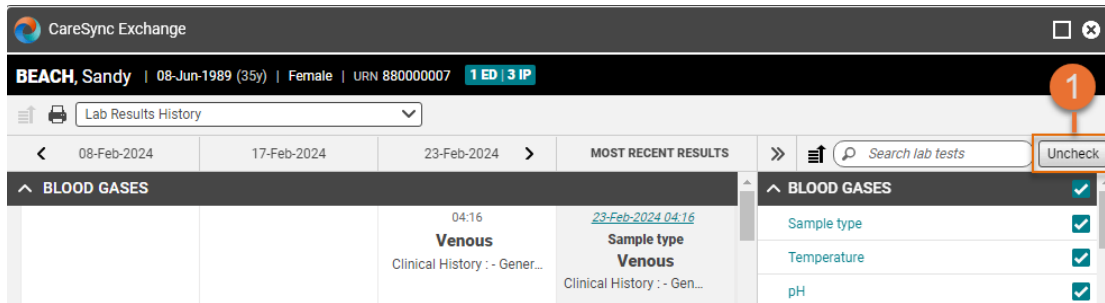 CareSync Exchange
BEACH, Sandy | 08-Jun-1989 (35y) | Female | URN 880000007 1 ED | 3 IP
1
Lab Results History
08-Feb-2024 17-Feb-2024 23-Feb-2024 MOST RECENT RESULTS Search lab tests Uncheck
BLOOD GASES BLOOD GASES
04:16 23-Feb-2024 04:16 Sample type
Venous Sample type
Clinical History : - Gener... Venous Temperature
Clinical History : - Gen...
pH